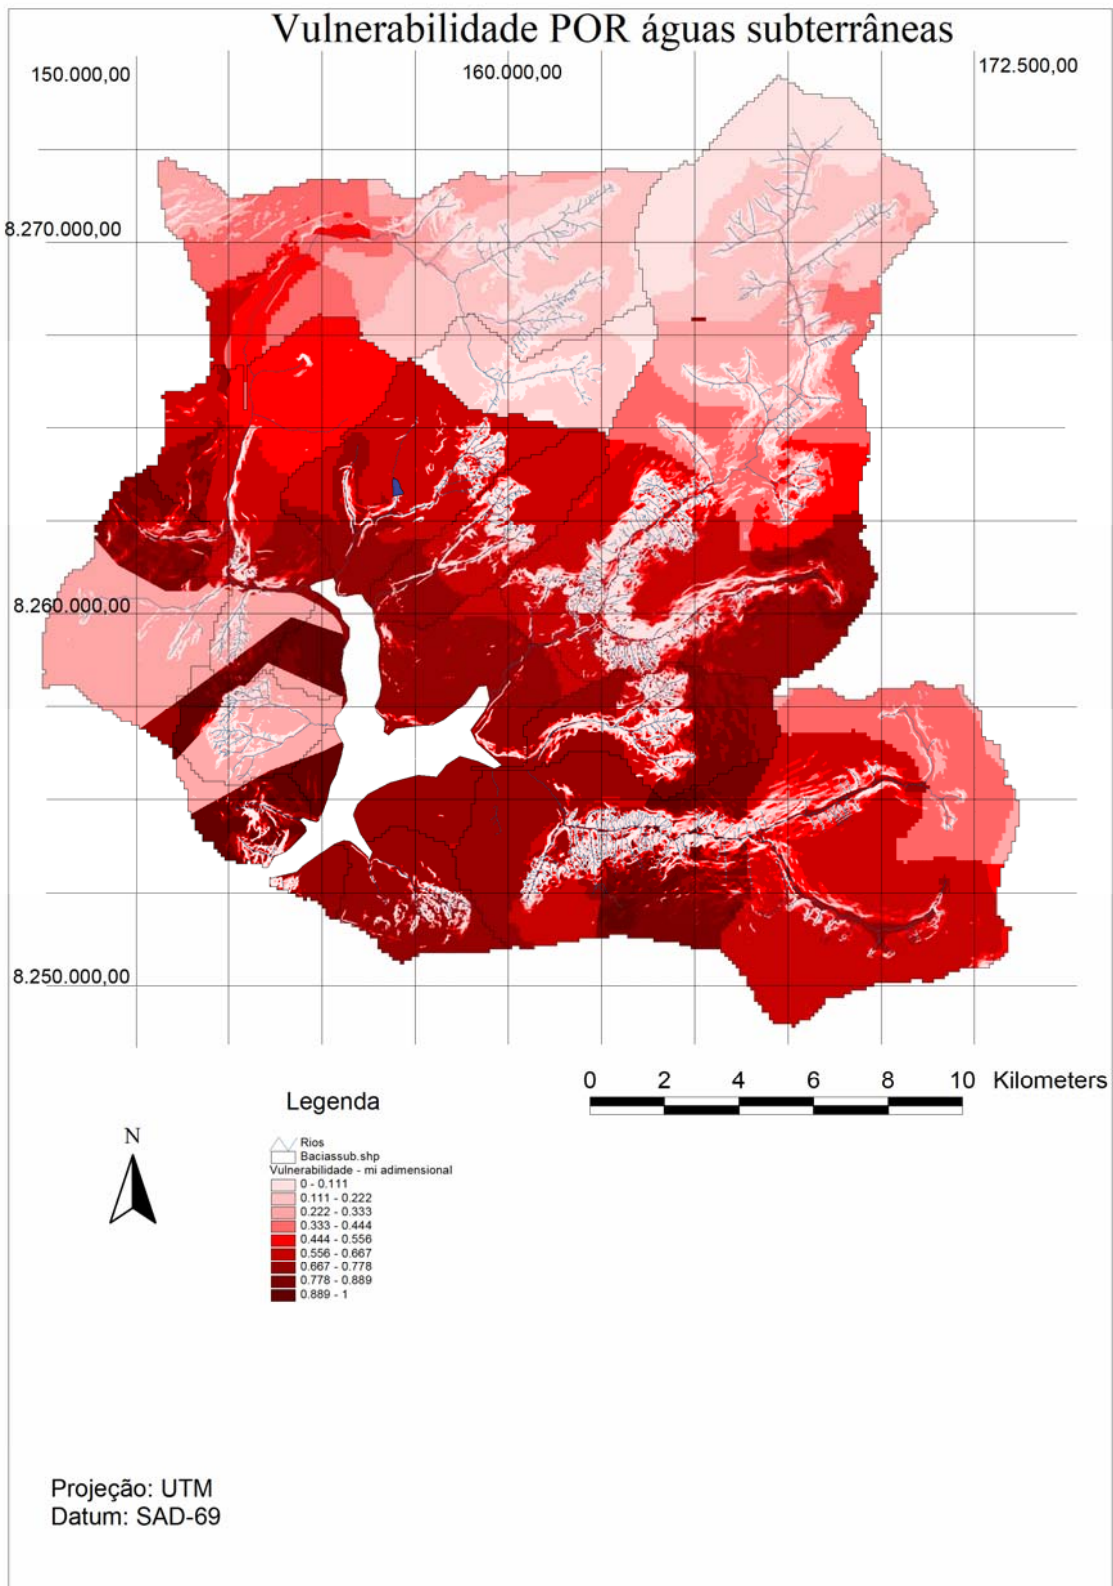 Vulnerabilidade POR águas subterrâneas
150.000,00
160.000,00
172.500,00
8.270.000,00
8.260.000,00
8.250.000,00
0 2 4 6 8 10 Kilometers
Legenda
N
Rios
Baciassub.shp
Vulnerabilidade - mi adimensional
0 - 0.111
0.111 - 0.222
0.222 - 0.333
0.333 - 0.444
0.444 - 0.556
0.556 - 0.667
0.667 - 0.778
0.778 - 0.889
0.889 - 1
Projeção: UTM
Datum: SAD-69